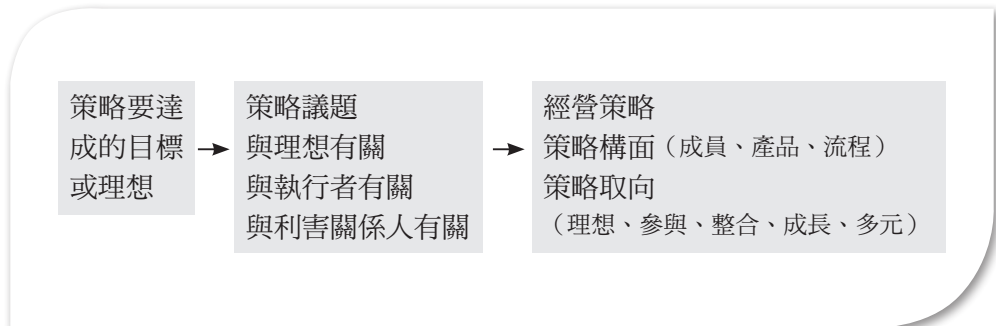 策略要達
成的目標
或理想
策略議題
與理想有關
與執行者有關
與利害關係人有關
經營策略
策略構面（成員、產品、流程）
策略取向
（理想、參與、整合、成長、多元）